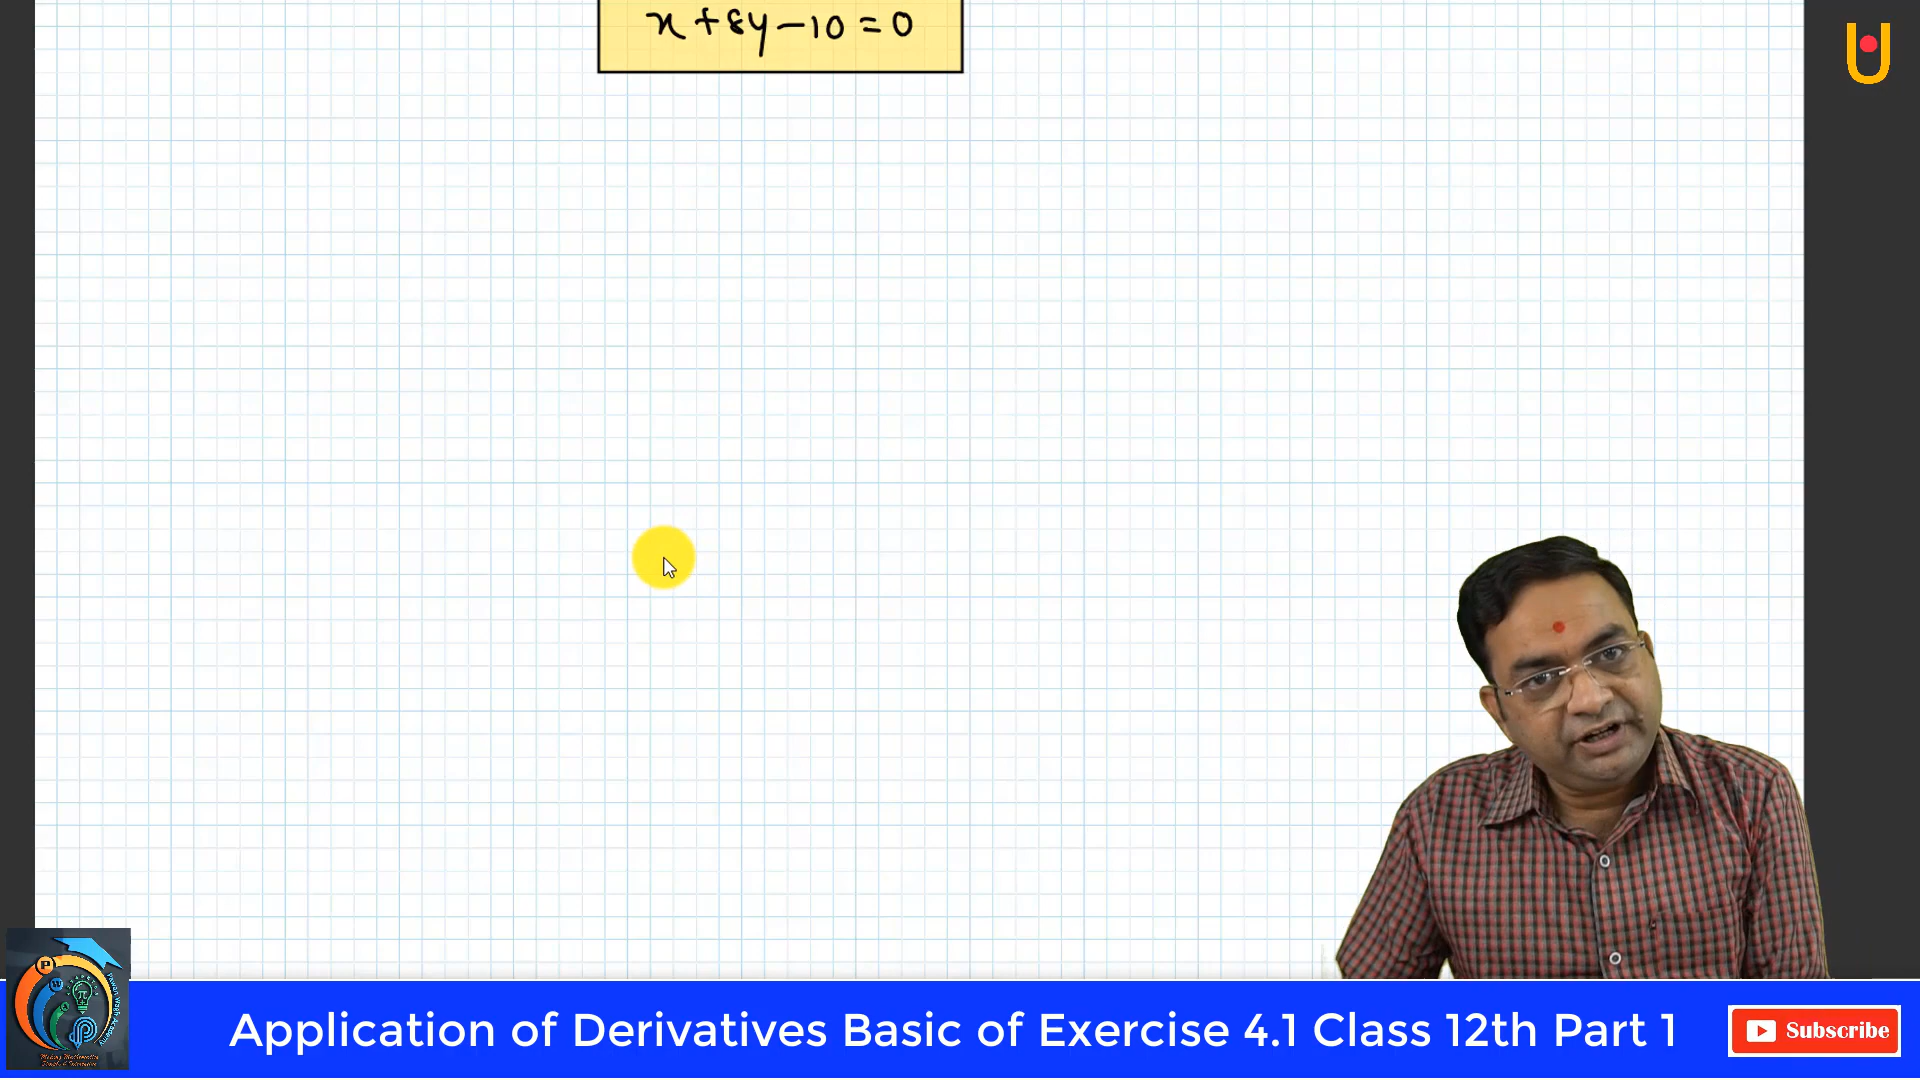 x + 8y − 10 = 0
Application of Derivatives Basic of Exercise 4.1 Class 12th Part 1
Subscribe